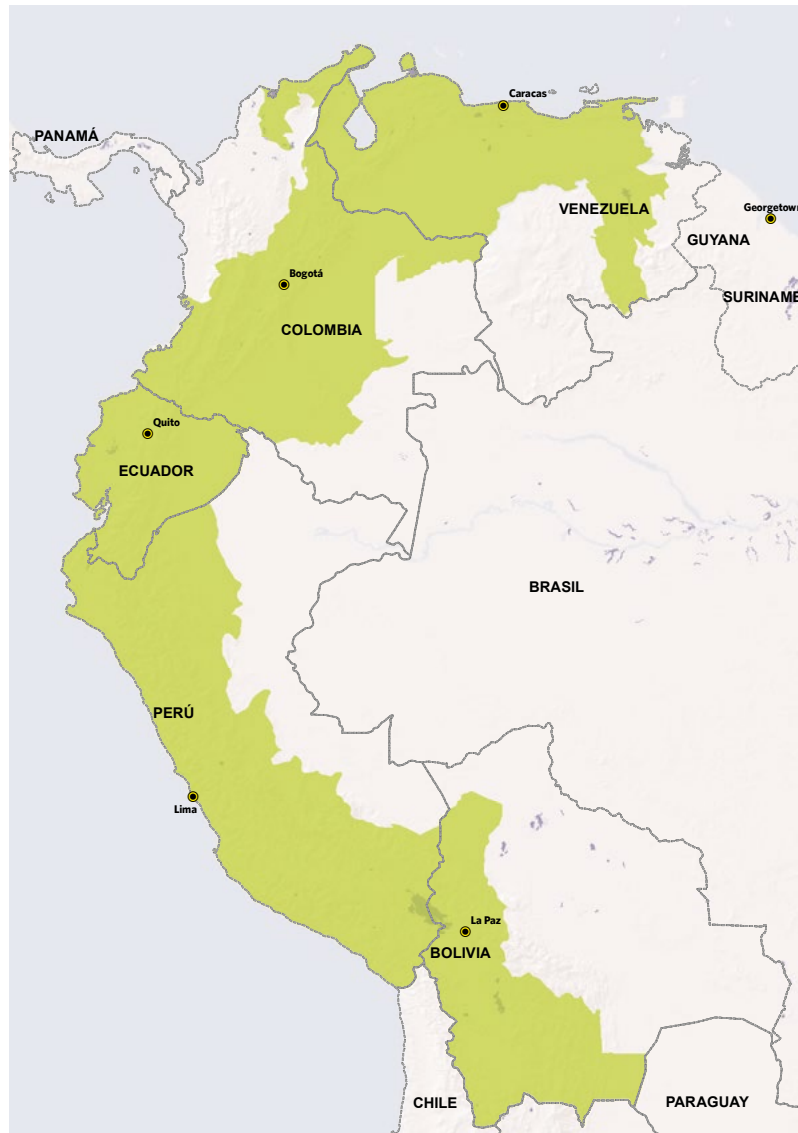 Caracas
PANAMÁ
VENEZUELA
Georgetown
GUYANA
Bogotá
SURINAME
COLOMBIA
Quito
ECUADOR
BRASIL
PERÚ
Lima
La Paz
BOLIVIA
CHILE
PARAGUAY